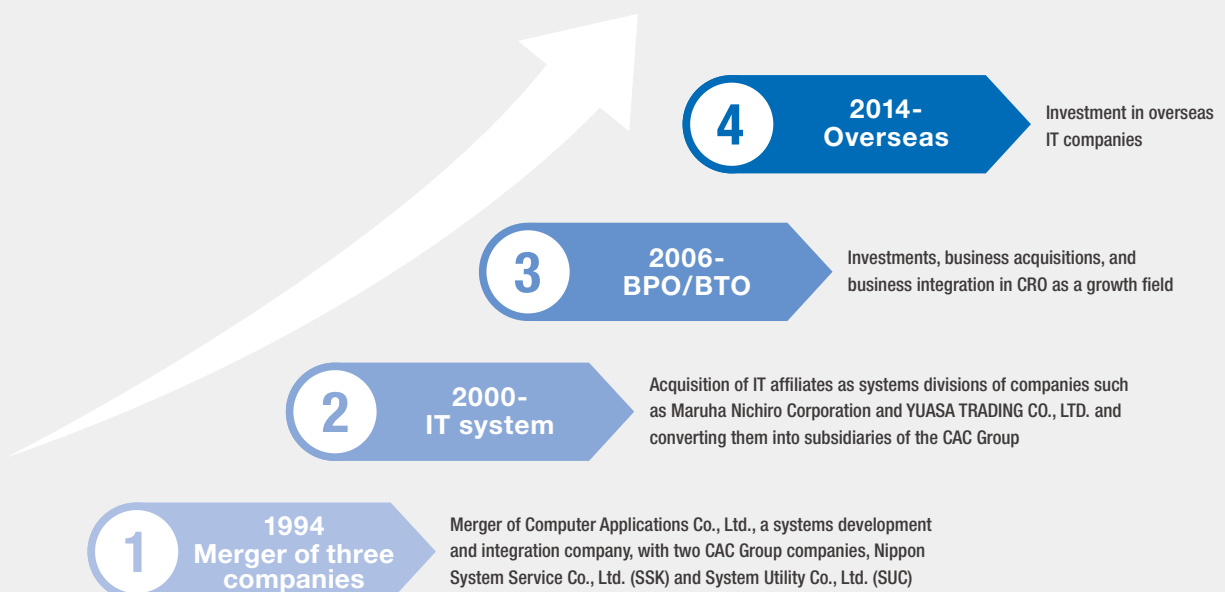 4
2014-
Overseas
Investment in overseas
IT companies
3
2006-
BPO/BTO
Investments, business acquisitions, and
business integration in CRO as a growth field
2
2000-
IT system
Acquisition of IT affiliates as systems divisions of companies such
as Maruha Nichiro Corporation and YUASA TRADING CO., LTD. and
converting them into subsidiaries of the CAC Group
1
1994
Merger of three
companies
Merger of Computer Applications Co., Ltd., a systems development
and integration company, with two CAC Group companies, Nippon
System Service Co., Ltd. (SSK) and System Utility Co., Ltd. (SUC)